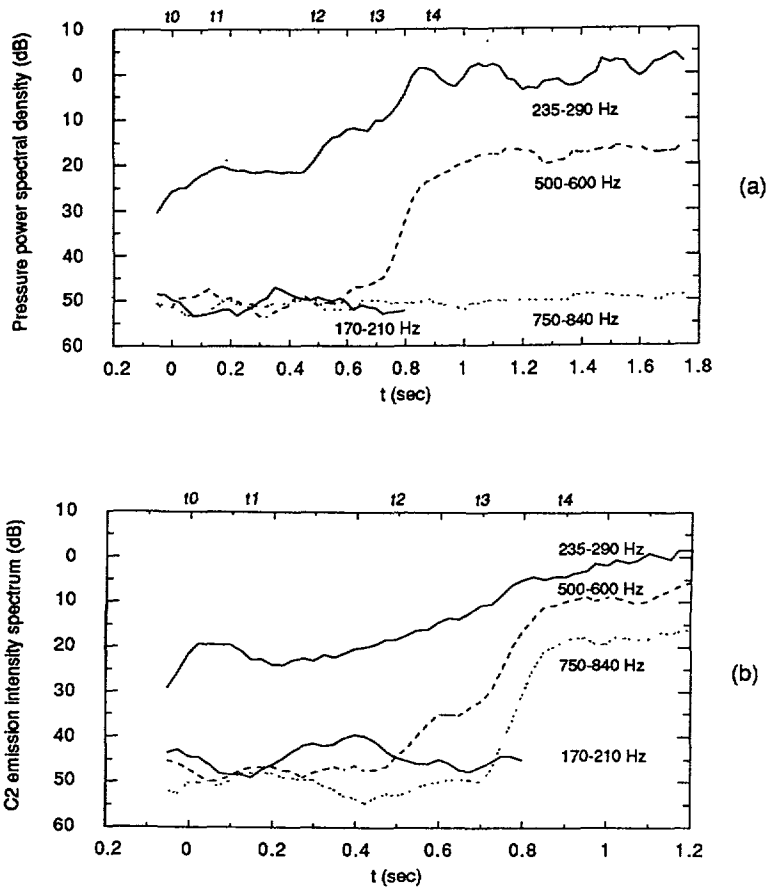 t0 t1 t2 t3 t4
10
0
10
20
30
40
50
60
Pressure power spectral density (dB)
235-290 Hz
500-600 Hz
170-210 Hz
750-840 Hz
(a)
0.2 0 0.2 0.4 0.6 0.8 1 1.2 1.4 1.6 1.8
t (sec)
t0 t1 t2 t3 t4
10
0
10
20
30
40
50
60
C2 emission intensity spectrum (dB)
235-290 Hz
500-600 Hz
750-840 Hz
170-210 Hz
(b)
0.2 0 0.2 0.4 0.6 0.8 1 1.2
t (sec)